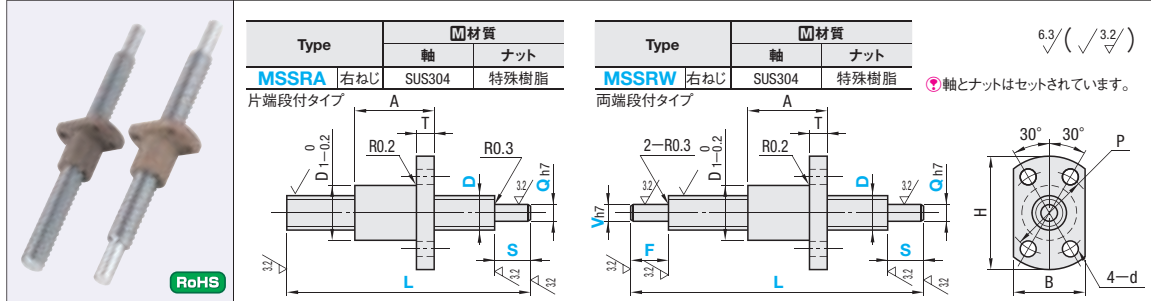 RoHS
Type
M材質
軸
ナット
MSSRA
右ねじ
SUS304
特殊樹脂
片端段付タイプ
A
T
D1 0 −0.2
R0.2
R0.3
D
3.2
Q h7
S
3.2
3.2
3.2
L
Type
M材質
軸
ナット
MSSRW
右ねじ
SUS304
特殊樹脂
両端段付タイプ
A
T
2−R0.3
D1 0 −0.2
R0.2
D
3.2
3.2
Q h7
V h7
F
S
3.2
3.2
3.2
L
6.3 ( 3.2 )
軸とナットはセットされています。
30° 30°
P
H
B
4−d